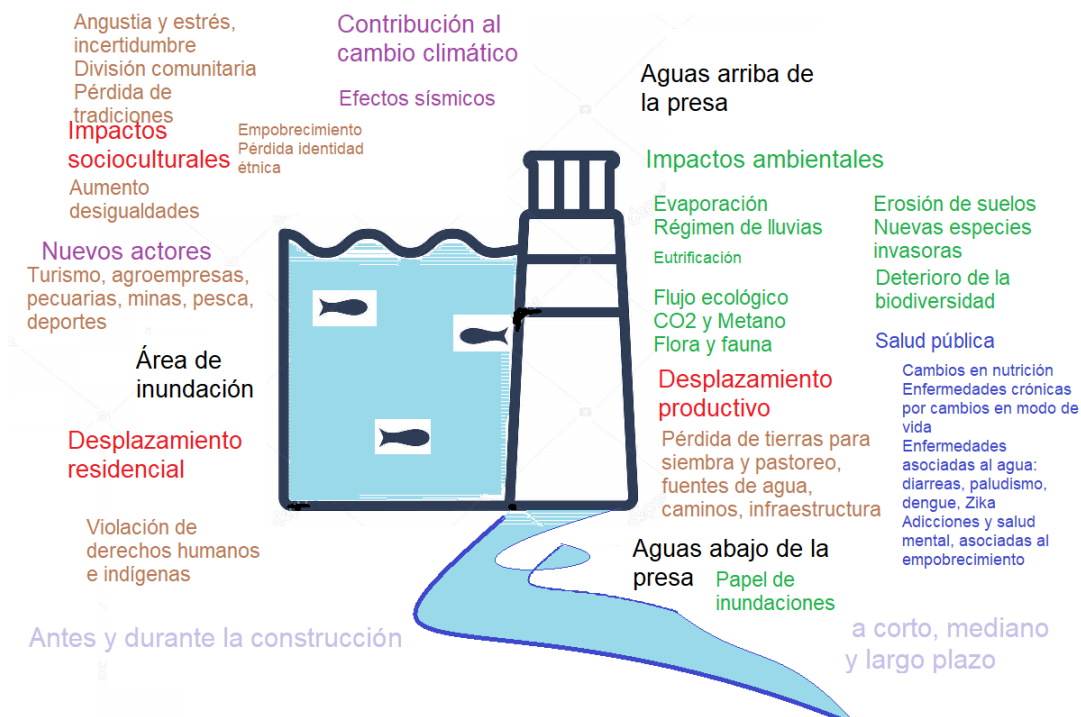 Angustia y estrés,
incertidumbre
División comunitaria
Pérdida de
tradiciones
Impactos
socioculturales
Empobrecimiento
Pérdida identidad
étnica
Aumento
desigualdades
Contribución al
cambio climático
Efectos sísmicos
Aguas arriba de
la presa
Impactos ambientales
Evaporación
Régimen de lluvias
Eutrificación
Flujo ecológico
CO2 y Metano
Flora y fauna
Erosión de suelos
Nuevas especies
invasoras
Deterioro de la
biodiversidad
Nuevos actores
Turismo, agroempresas,
pecuarias, minas, pesca,
deportes
Área de
inundación
Desplazamiento
residencial
Violación de
derechos humanos
e indígenas
Desplazamiento
productivo
Pérdida de tierras para
siembra y pastoreo,
fuentes de agua,
caminos, infraestructura
Salud pública
Cambios en nutrición
Enfermedades crónicas
por cambios en modo de
vida
Enfermedades
asociadas al agua:
diarreas, paludismo,
dengue, Zika
Adicciones y salud
mental, asociadas al
empobrecimiento
Aguas abajo de la
presa
Papel de
inundaciones
Antes y durante la construcción
a corto, mediano
y largo plazo